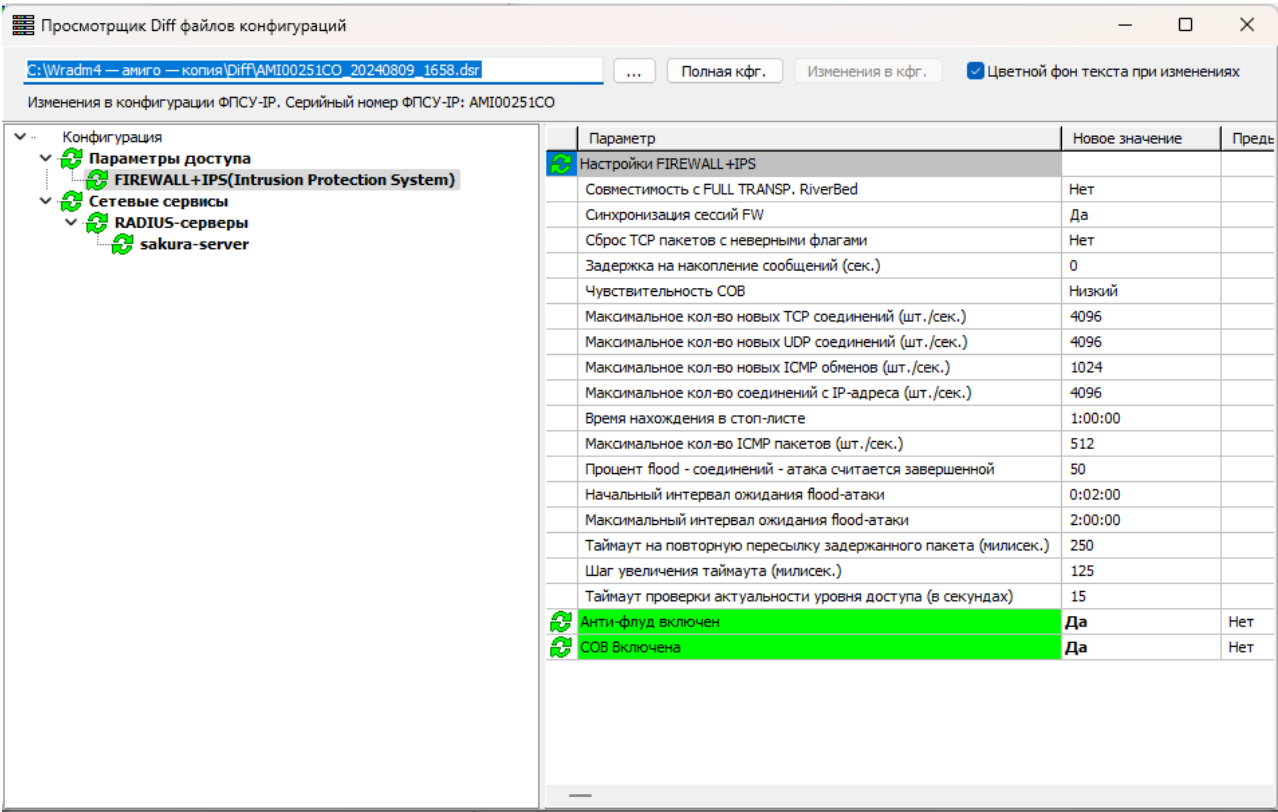 Просмотрщик Diff файлов конфигураций
C:\Wradm4 — амиго — копия\Diff\AMI00251CO_20240809_1658.dsr ... Полная кфг. Изменения в кфг. Цветной фон текста при изменениях
Изменения в конфигурации ФПСУ-IP. Серийный номер ФПСУ-IP: AMI00251CO
Конфигурация
Параметры доступа
FIREWALL+IPS(Intrusion Protection System)
Сетевые сервисы
RADIUS-серверы
sakura-server
Параметр Новое значение
Настройки FIREWALL+IPS
Совместимость с FULL TRANSP. RiverBed Нет
Синхронизация сессий FW Да
Сброс TCP пакетов с неверными флагами Нет
Задержка на накопление сообщений (сек.) 0
Чувствительность СОВ Низкий
Максимальное кол-во новых TCP соединений (шт./сек.) 4096
Максимальное кол-во новых UDP соединений (шт./сек.) 4096
Максимальное кол-во новых ICMP обменов (шт./сек.) 1024
Максимальное кол-во соединений с IP-адреса (шт./сек.) 4096
Время нахождения в стоп-листе 1:00:00
Максимальное кол-во ICMP пакетов (шт./сек.) 512
Процент flood - соединений - атака считается завершенной 50
Начальный интервал ожидания flood-атаки 0:02:00
Максимальный интервал ожидания flood-атаки 2:00:00
Таймаут на повторную пересылку задержанного пакета (милисек.) 250
Шаг увеличения таймаута (милисек.) 125
Таймаут проверки актуальности уровня доступа (в секундах) 15
Анти-флуд включен Да Нет
СОВ Включена Да Нет